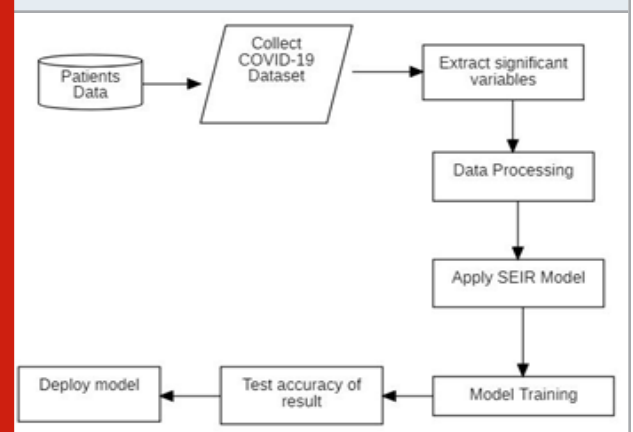 Patients
Data
Collect
COVID-19
Dataset
Extract significant
variables
Data Processing
Apply SEIR Model
Model Training
Test accuracy of
result
Deploy model